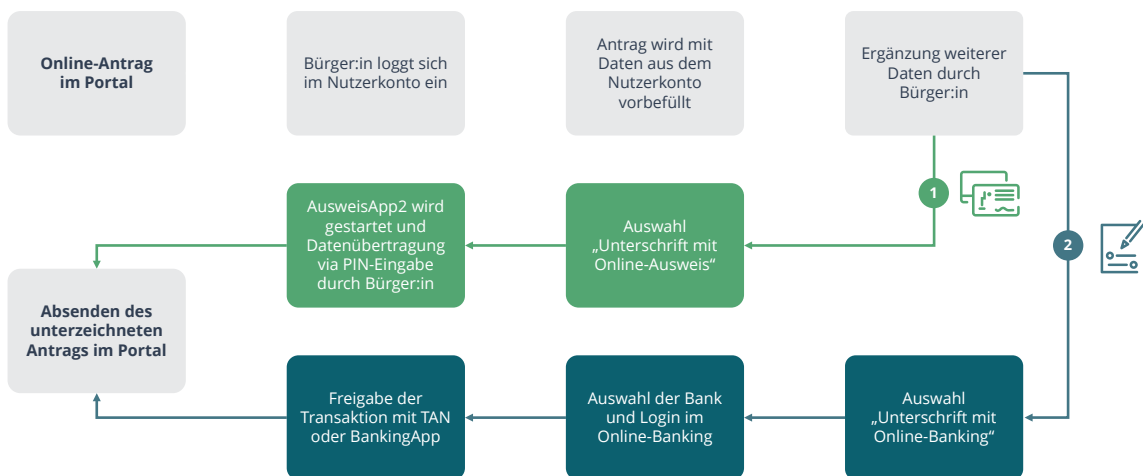 Online-Antrag
im Portal
Bürger:in loggt sich
im Nutzerkonto ein
Antrag wird mit
Daten aus dem
Nutzerkonto
vorbefüllt
Ergänzung weiterer
Daten durch
Bürger:in
1
2
AusweisApp2 wird
gestartet und
Datenübertragung
via PIN-Eingabe
durch Bürger:in
Auswahl
„Unterschrift mit
Online-Ausweis“
Absenden des
unterzeichneten
Antrags im Portal
Freigabe der
Transaktion mit TAN
oder BankingApp
Auswahl der Bank
und Login im
Online-Banking
Auswahl
„Unterschrift mit
Online-Banking“